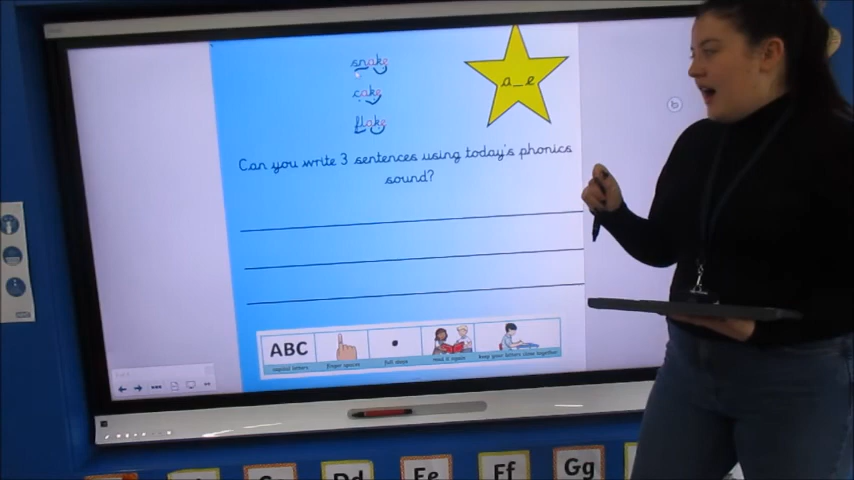 snake
cake
a_e
flake
Can you write 3 sentences using today's phonics
sound?
ABC
capital letters
finger spaces
full stops
read it again
keep your letters close together
Dd
Ee
Ff
Gg